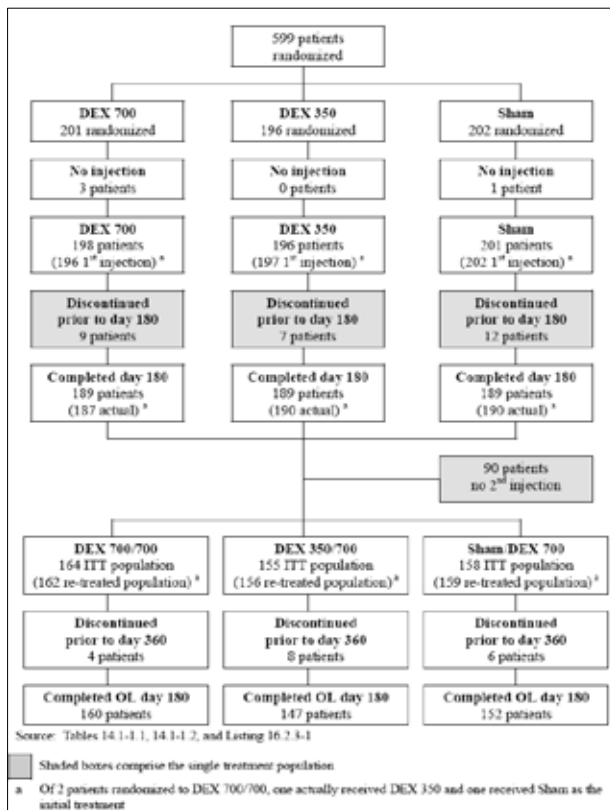 599 patients
randomized
DEX 700
201 randomized
DEX 350
196 randomized
Sham
202 randomized
No injection
3 patients
No injection
0 patients
No injection
1 patient
DEX 700
198 patients
(196 1st injection) a
DEX 350
196 patients
(197 1st injection) a
Sham
201 patients
(202 1st injection) a
Discontinued
prior to day 180
9 patients
Discontinued
prior to day 180
7 patients
Discontinued
prior to day 180
12 patients
Completed day 180
189 patients
(187 actual) a
Completed day 180
189 patients
(190 actual) a
Completed day 180
189 patients
(190 actual) a
90 patients
no 2nd injection
DEX 700/700
164 ITT population
(162 re-treated population) a
DEX 350/700
155 ITT population
(156 re-treated population) a
Sham/DEX 700
158 ITT population
(159 re-treated population) a
Discontinued
prior to day 360
4 patients
Discontinued
prior to day 360
8 patients
Discontinued
prior to day 360
6 patients
Completed OL day 180
160 patients
Completed OL day 180
147 patients
Completed OL day 180
152 patients
Source: Tables 14.1-1.1, 14.1-1.2, and Listing 16.2.3-1
Shaded boxes comprise the single treatment population
a Of 2 patients randomized to DEX 700/700, one actually received DEX 350 and one received Sham as the
initial treatment